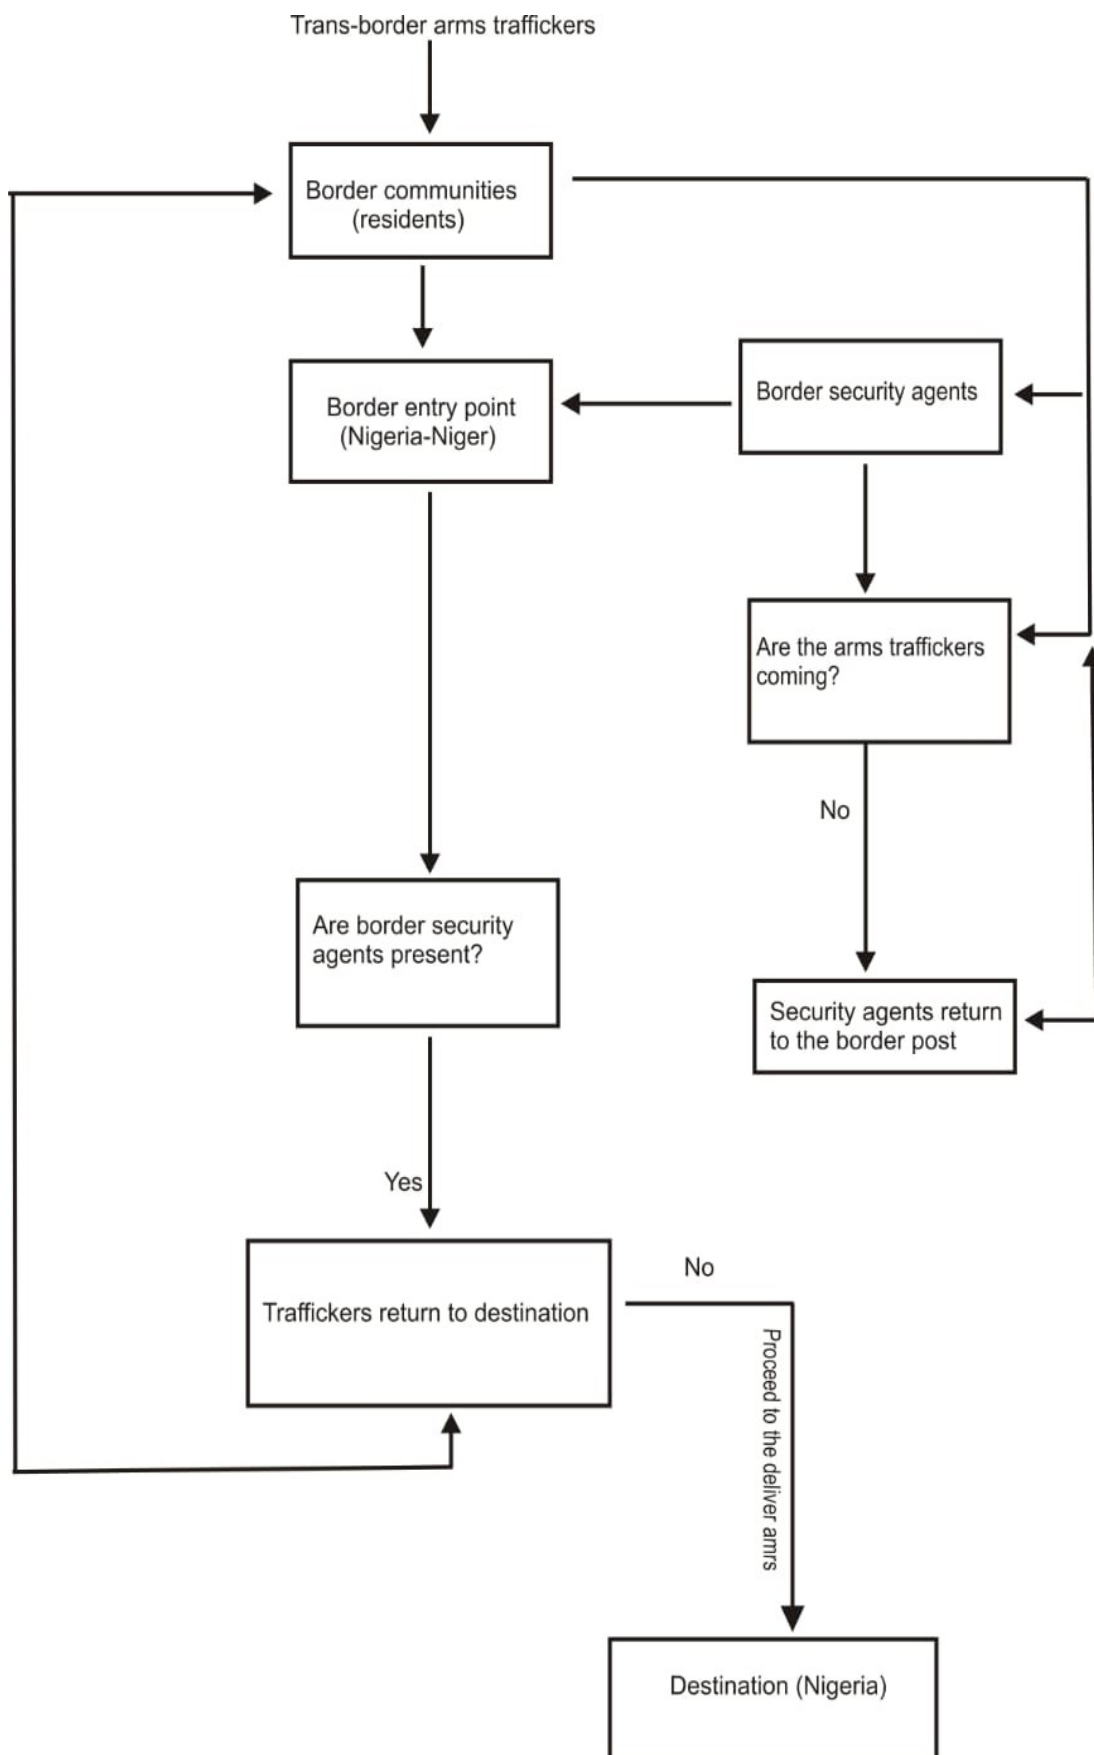 Trans-border arms traffickers
Border communities
(residents)
Border entry point
(Nigeria-Niger)
Border security agents
Are the arms traffickers
coming?
No
Are border security
agents present?
Security agents return
to the border post
Yes
Traffickers return to destination
No
Proceed to the deliver amrs
Destination (Nigeria)